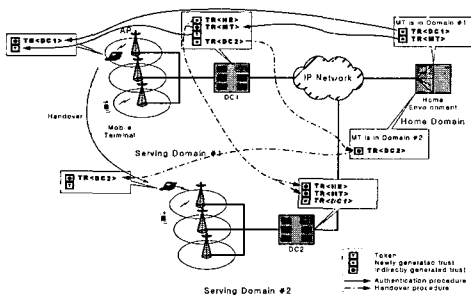 TR<DC1>
AP
TR<HE>
TR<MT>
TR<DC2>
DC1
IP Network
MT is in Domain #1
TR<DC1>
TR<MT>
Home
Environment
Home Domain
MT is in Domain #2
TR<DC2>
Handover
Mobile
Terminal
Serving Domain #1
TR<DC2>
TR<HE>
TR<MT>
TR<DC1>
DC2
Serving Domain #2
Token
Newly generated trust
Indirectly generated trust
Authentication procedure
Handover procedure